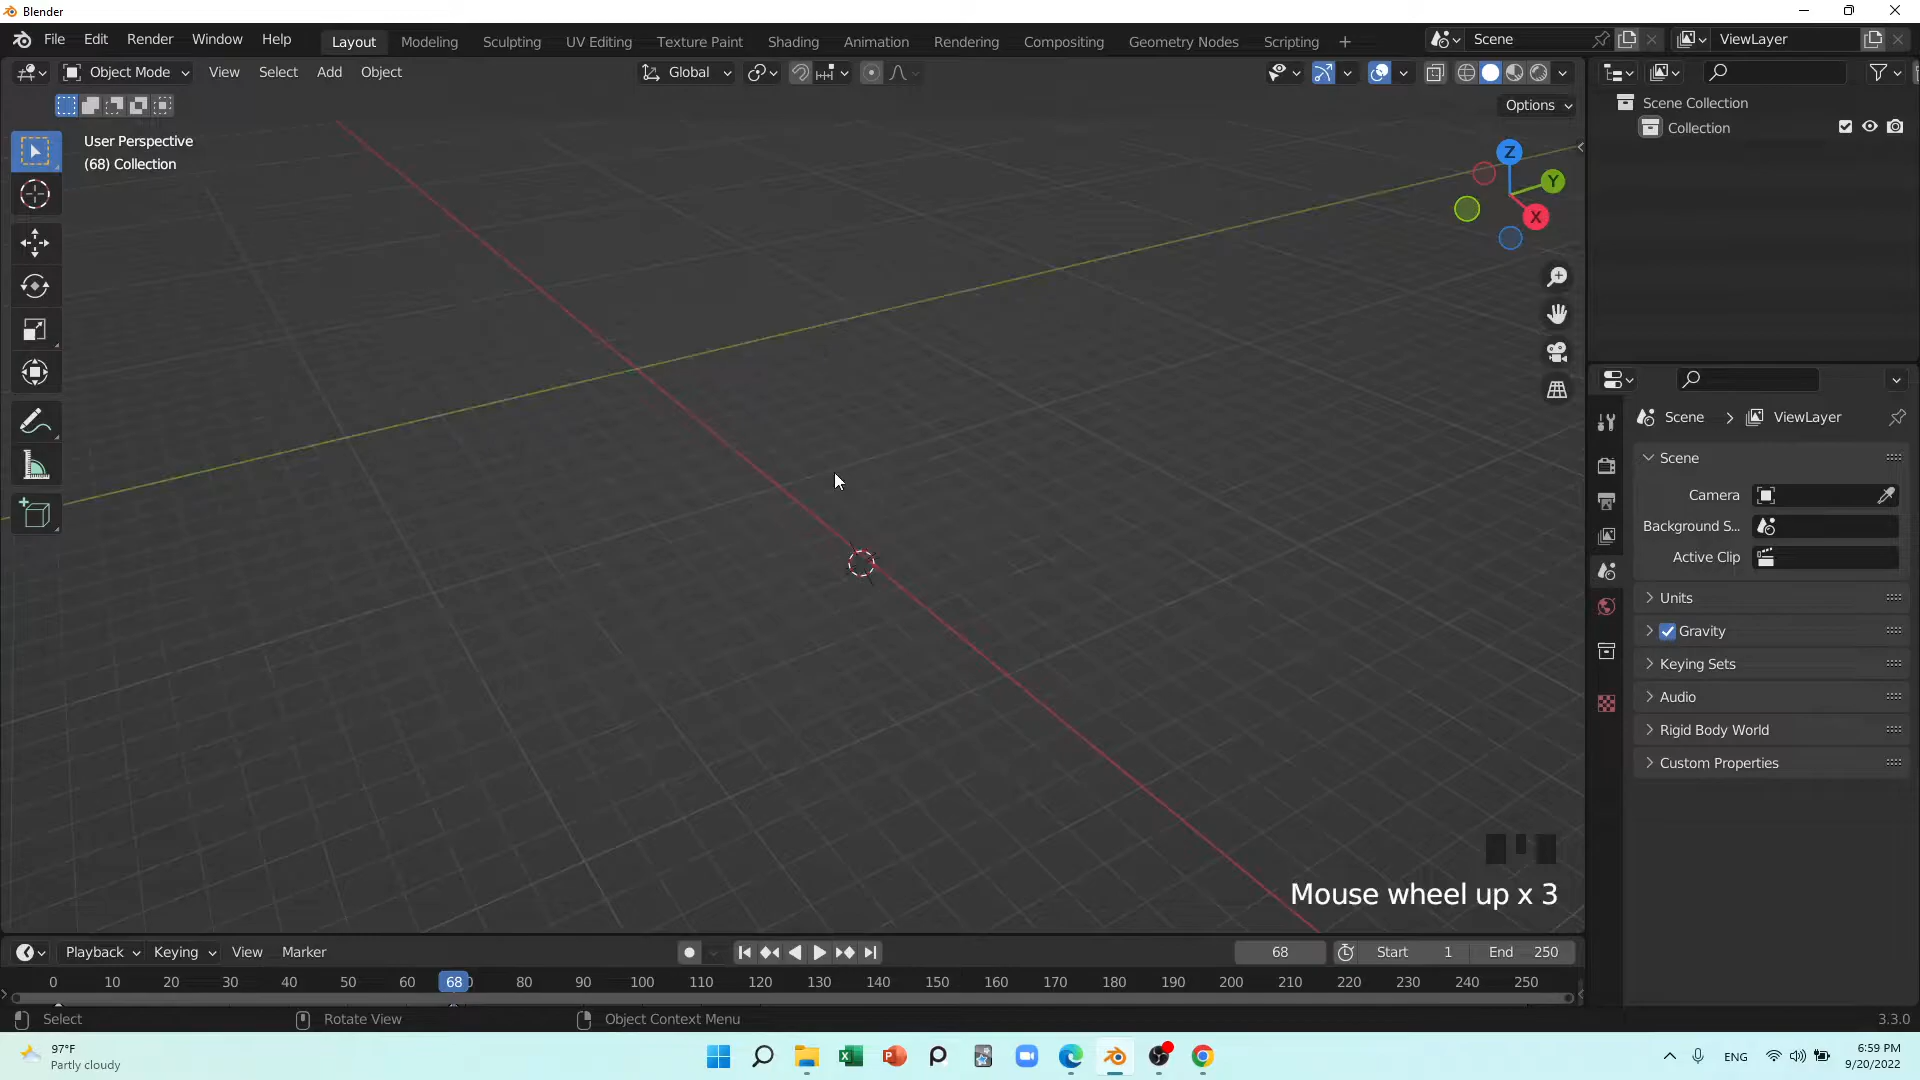 Blender
File Edit Render Window Help Layout Modeling Sculpting UV Editing Texture Paint Shading Animation Rendering Compositing Geometry Nodes Scripting + Scene ViewLayer
Object Mode View Select Add Object Global
Options
User Perspective
(68) Collection
Z
Y
X
Scene Collection
Collection
Scene > ViewLayer
Scene
Camera
Background S...
Active Clip
Units
Gravity
Keying Sets
Audio
Rigid Body World
Custom Properties
Mouse wheel up x 3
Playback Keying View Marker 68 Start 1 End 250
0 10 20 30 40 50 60 68 80 90 100 110 120 130 140 150 160 170 180 190 200 210 220 230 240 250
Select Rotate View Object Context Menu 3.3.0
97°F
Partly cloudy
ENG
6:59 PM
9/20/2022